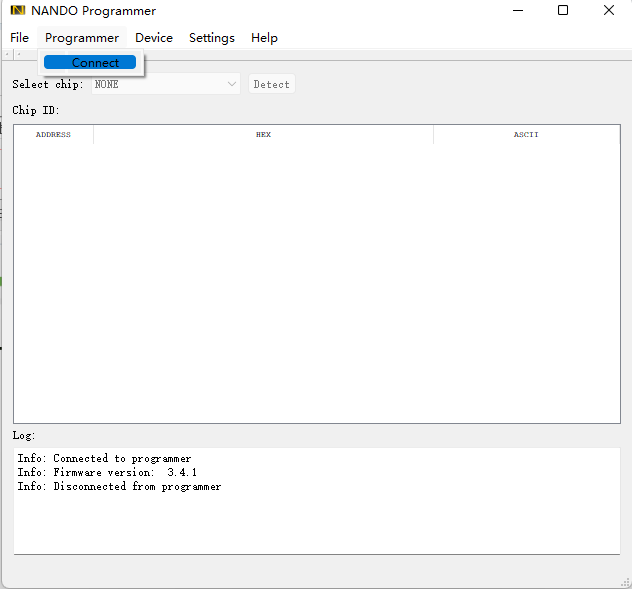 NANDO Programmer
File Programmer Device Settings Help
Connect
Select chip: NONE Detect
Chip ID:
ADDRESS HEX ASCII
Log:
Info: Connected to programmer
Info: Firmware version:  3.4.1
Info: Disconnected from programmer